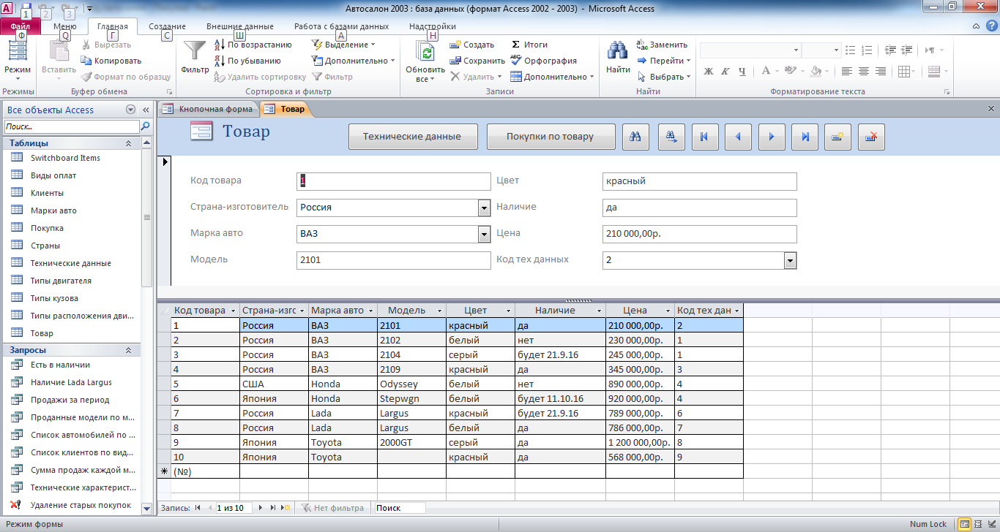 Автосалон 2003 : база данных (формат Access 2002 - 2003) - Microsoft Access
1 2 3
Файл Меню Главная Создание Внешние данные Работа с базами данных Надстройки
Ф Q Г С Ш А Н
Режим
Режимы
Вставить
Вырезать
Копировать
Формат по образцу
Буфер обмена
Фильтр
По возрастанию
По убыванию
Удалить сортировку
Выделение
Дополнительно
Фильтр
Сортировка и фильтр
Обновить все
Создать
Сохранить
Удалить
Σ Итоги
Орфография
Дополнительно
Записи
Найти
Заменить
Перейти
Выбрать
Найти
Ж К Ч А
Форматирование текста
Все объекты Access
Поиск...
Таблицы
Switchboard Items
Виды оплат
Клиенты
Марки авто
Покупка
Страны
Технические данные
Типы двигателя
Типы кузова
Типы расположения дви...
Товар
Запросы
Есть в наличии
Наличие Lada Largus
Продажи за период
Проданные модели по м...
Список автомобилей по ...
Список клиентов по вид...
Сумма продаж каждой м...
Технические характерист...
Удаление старых покупок
Кнопочная форма Товар
Товар Технические данные Покупки по товару
Код товара 1 Цвет красный
Страна-изготовитель Россия Наличие да
Марка авто ВАЗ Цена 210 000,00р.
Модель 2101 Код тех данных 2
Код товара Страна-изгс Марка авто Модель Цвет Наличие Цена Код тех дан
1 Россия ВАЗ 2101 красный да 210 000,00р. 2
2 Россия ВАЗ 2102 белый нет 230 000,00р. 1
3 Россия ВАЗ 2104 серый будет 21.9.16 245 000,00р. 1
4 Россия ВАЗ 2109 красный да 345 000,00р. 3
5 США Honda Odyssey белый нет 890 000,00р. 4
6 Япония Honda Stepwgn белый будет 11.10.16 920 000,00р. 4
7 Россия Lada Largus красный будет 21.9.16 789 000,00р. 6
8 Россия Lada Largus белый да 786 000,00р. 7
9 Япония Toyota 2000GT серый да 1 200 000,00р. 8
10 Япония Toyota красный да 568 000,00р. 9
(№)
Запись: 1 из 10 Нет фильтра Поиск
Режим формы Num Lock